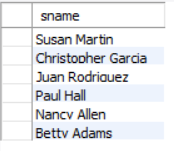 sname
Susan Martin
Christopher Garcia
Juan Rodriguez
Paul Hall
Nancy Allen
Betty Adams